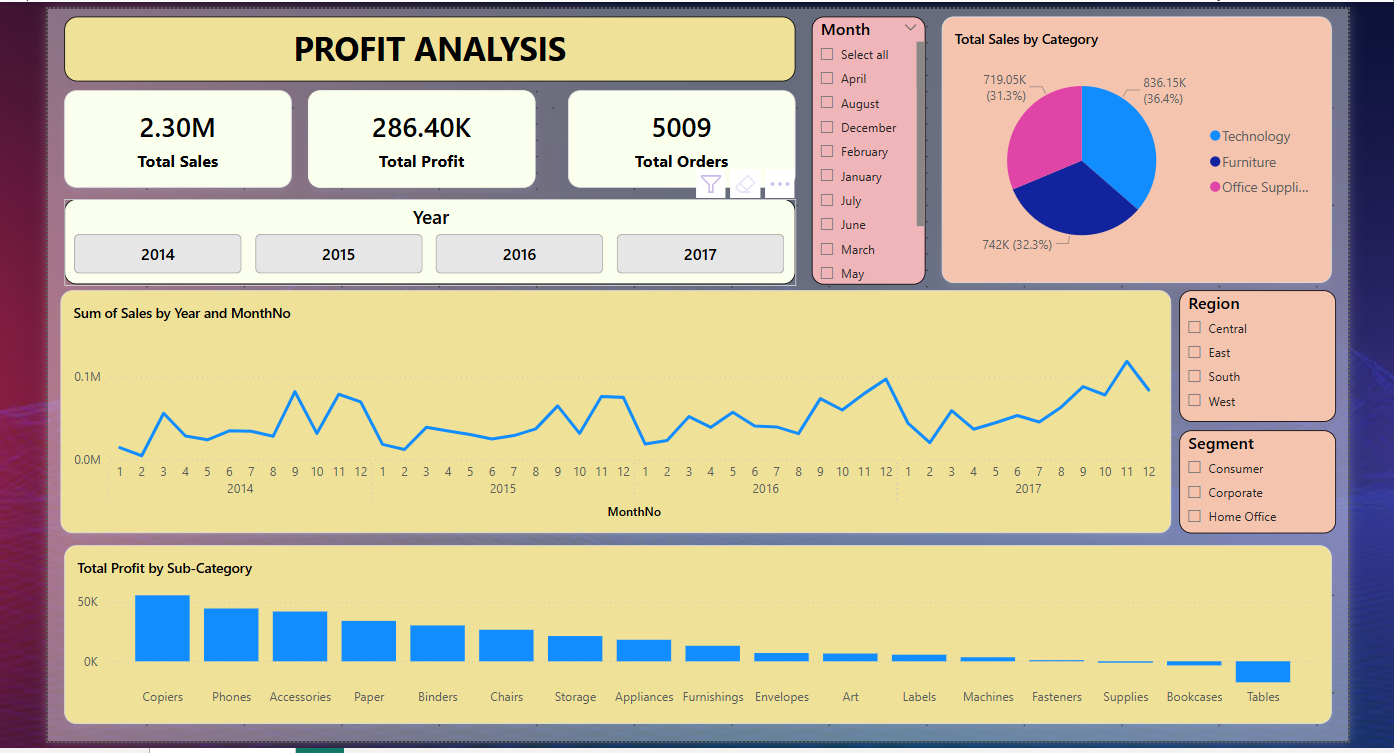 PROFIT ANALYSIS
2.30M
Total Sales
286.40K
Total Profit
5009
Total Orders
Year
2014
2015
2016
2017
Month
Select all
April
August
December
February
January
July
June
March
May
Total Sales by Category
719.05K
(31.3%)
836.15K
(36.4%)
742K (32.3%)
Technology
Furniture
Office Suppli...
Sum of Sales by Year and MonthNo
0.1M
0.0M
1 2 3 4 5 6 7 8 9 10 11 12 1 2 3 4 5 6 7 8 9 10 11 12 1 2 3 4 5 6 7 8 9 10 11 12 1 2 3 4 5 6 7 8 9 10 11 12
2014 2015 2016 2017
MonthNo
Region
Central
East
South
West
Segment
Consumer
Corporate
Home Office
Total Profit by Sub-Category
50K
0K
Copiers Phones Accessories Paper Binders Chairs Storage Appliances Furnishings Envelopes Art Labels Machines Fasteners Supplies Bookcases Tables